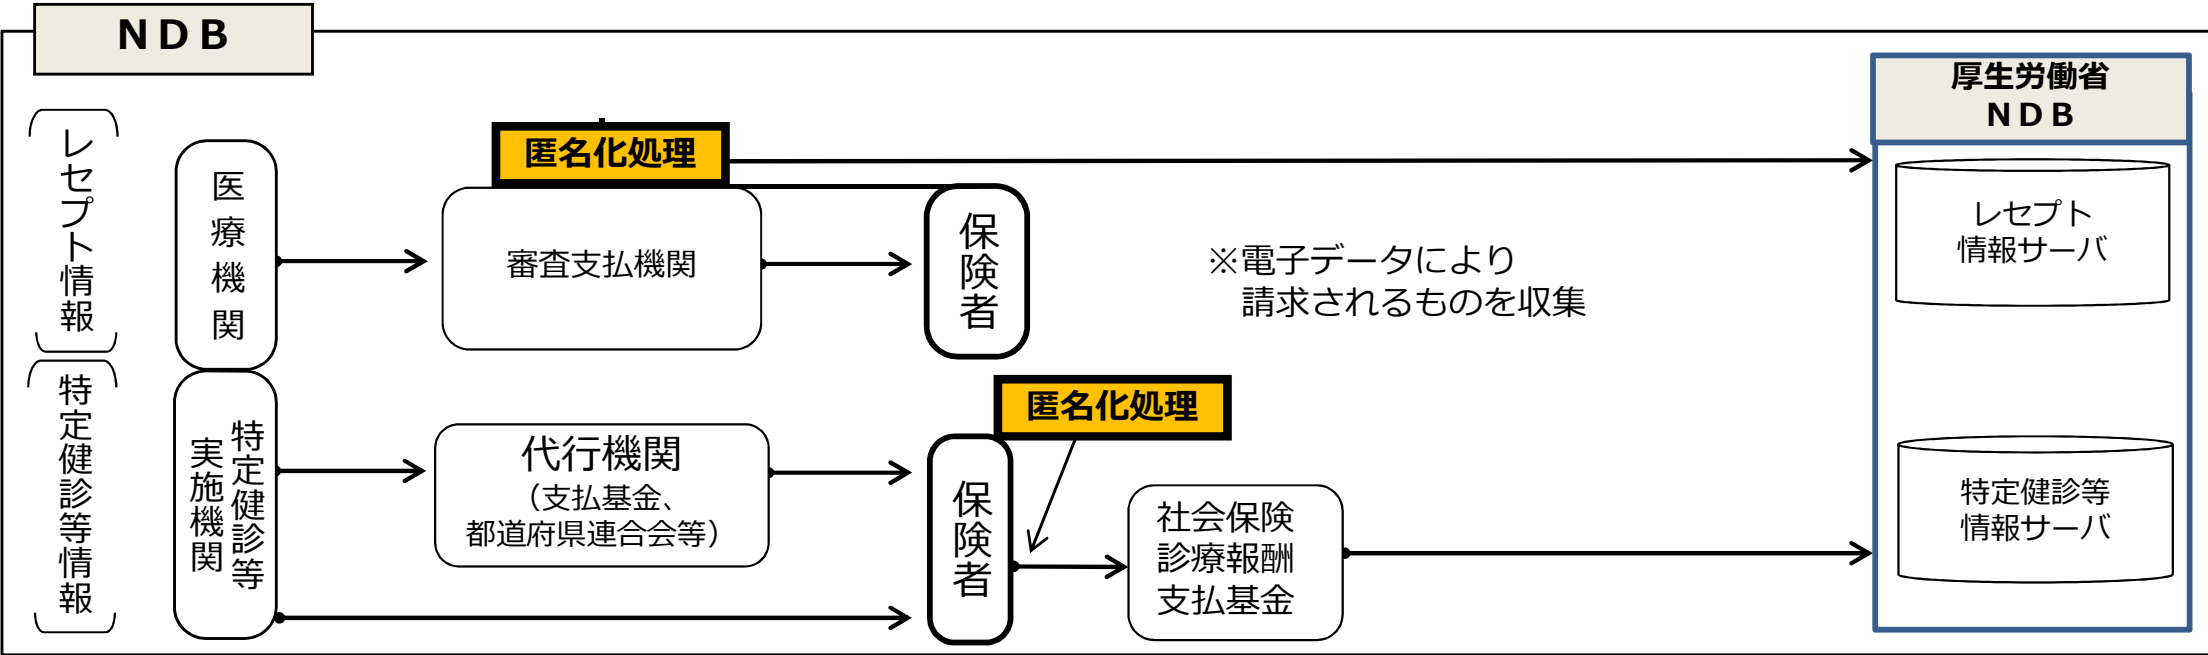 ＮＤＢ
厚生労働省
ＮＤＢ
レセプト情報
医療機関
匿名化処理
審査支払機関
保険者
※電子データにより
請求されるものを収集
レセプト
情報サーバ
特定健診等情報
特定健診等
実施機関
代行機関
（支払基金、
都道府県連合会等）
匿名化処理
保険者
社会保険
診療報酬
支払基金
特定健診等
情報サーバ